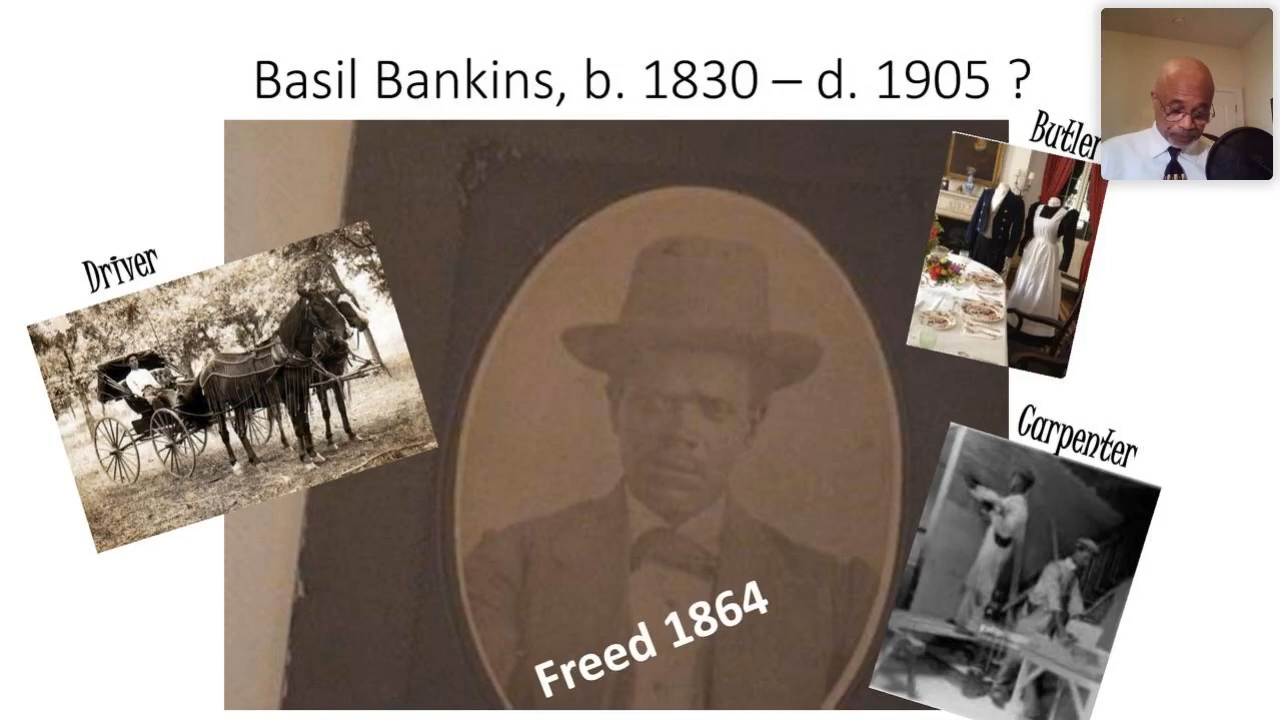 Basil Bankins, b. 1830 – d. 1905 ?
Butler
Driver
Carpenter
Freed 1864